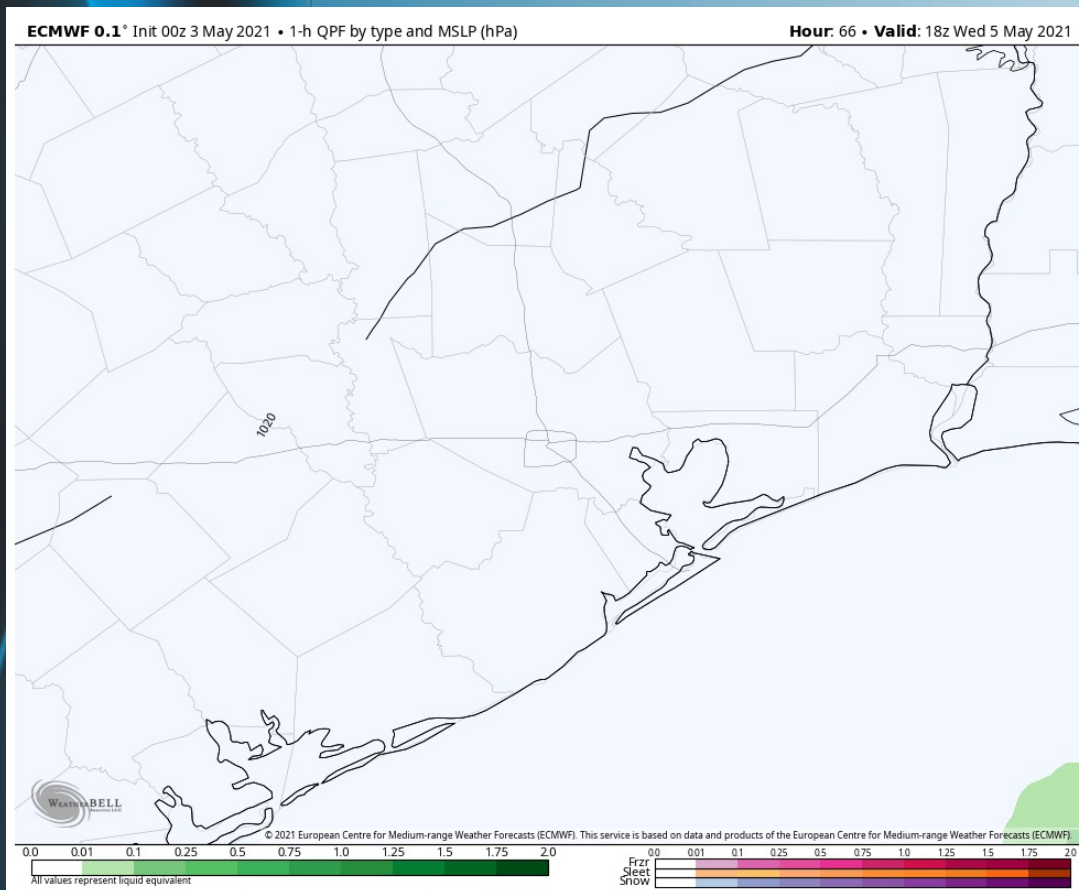 ECMWF 0.1° Init 00z 3 May 2021 • 1-h QPF by type and MSLP (hPa) Hour: 66 • Valid: 18z Wed 5 May 2021
1020
WEATHERBELL
© 2021 European Centre for Medium-range Weather Forecasts (ECMWF). This service is based on data and products of the European Centre for Medium-range Weather Forecasts (ECMWF).
0.0 0.01 0.1 0.25 0.5 0.75 1.0 1.25 1.5 1.75 2.0
All values represent liquid equivalent
0.0 0.01 0.1 0.25 0.5 0.75 1.0 1.25 1.5 1.75 2.0
Frzr
Sleet
Snow